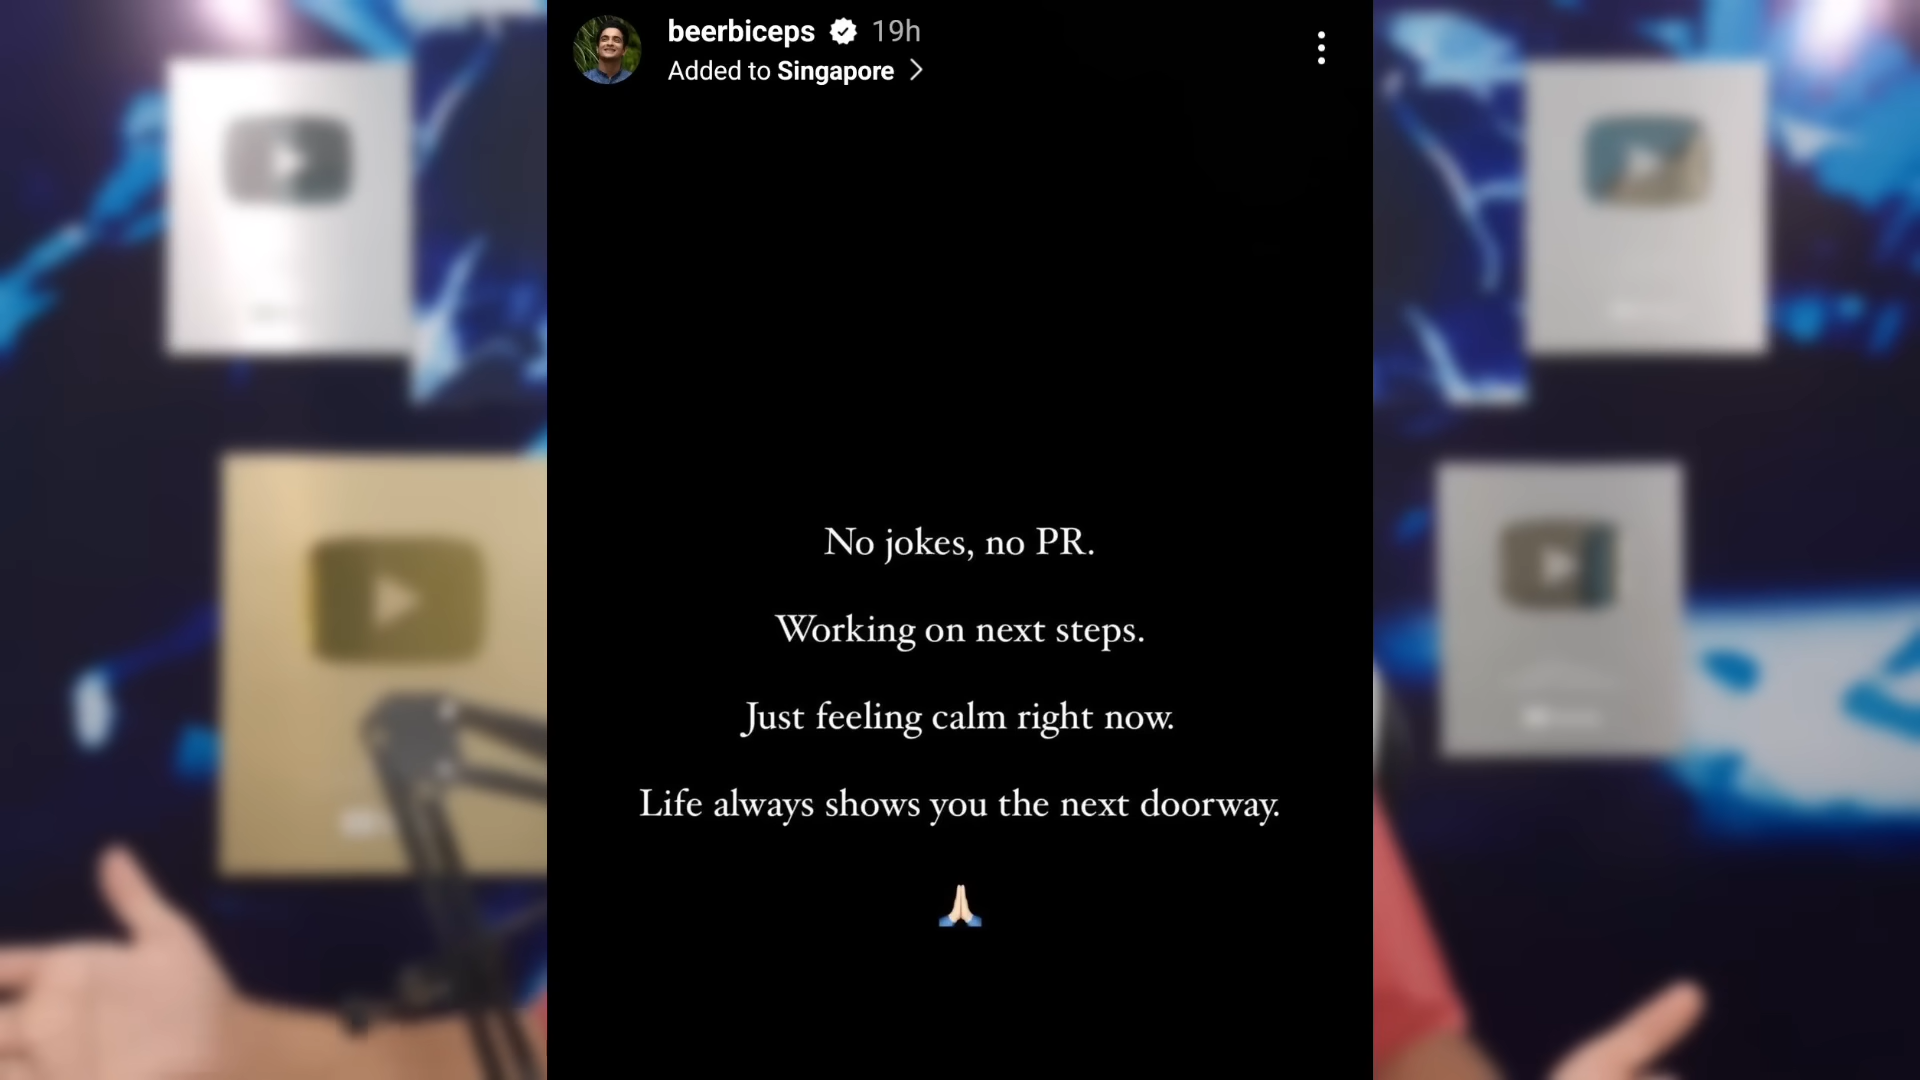 beerbiceps 19h
Added to Singapore
No jokes, no PR.
Working on next steps.
Just feeling calm right now.
Life always shows you the next doorway.
🙏🏻